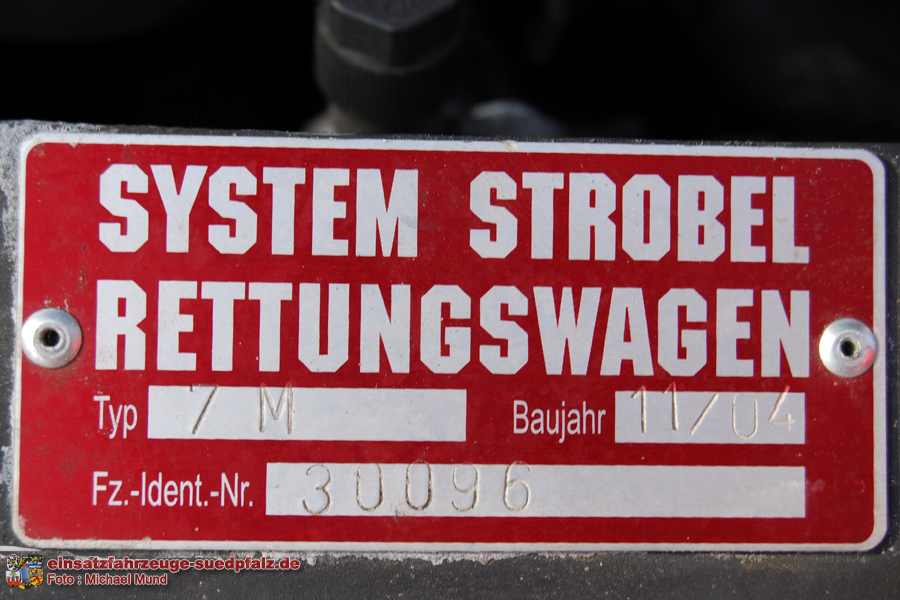 SYSTEM STROBEL
RETTUNGSWAGEN
Typ 7 M Baujahr 11/04
Fz.-Ident.-Nr. 30096
einsatzfahrzeuge-suedpfalz.de
Foto : Michael Mund